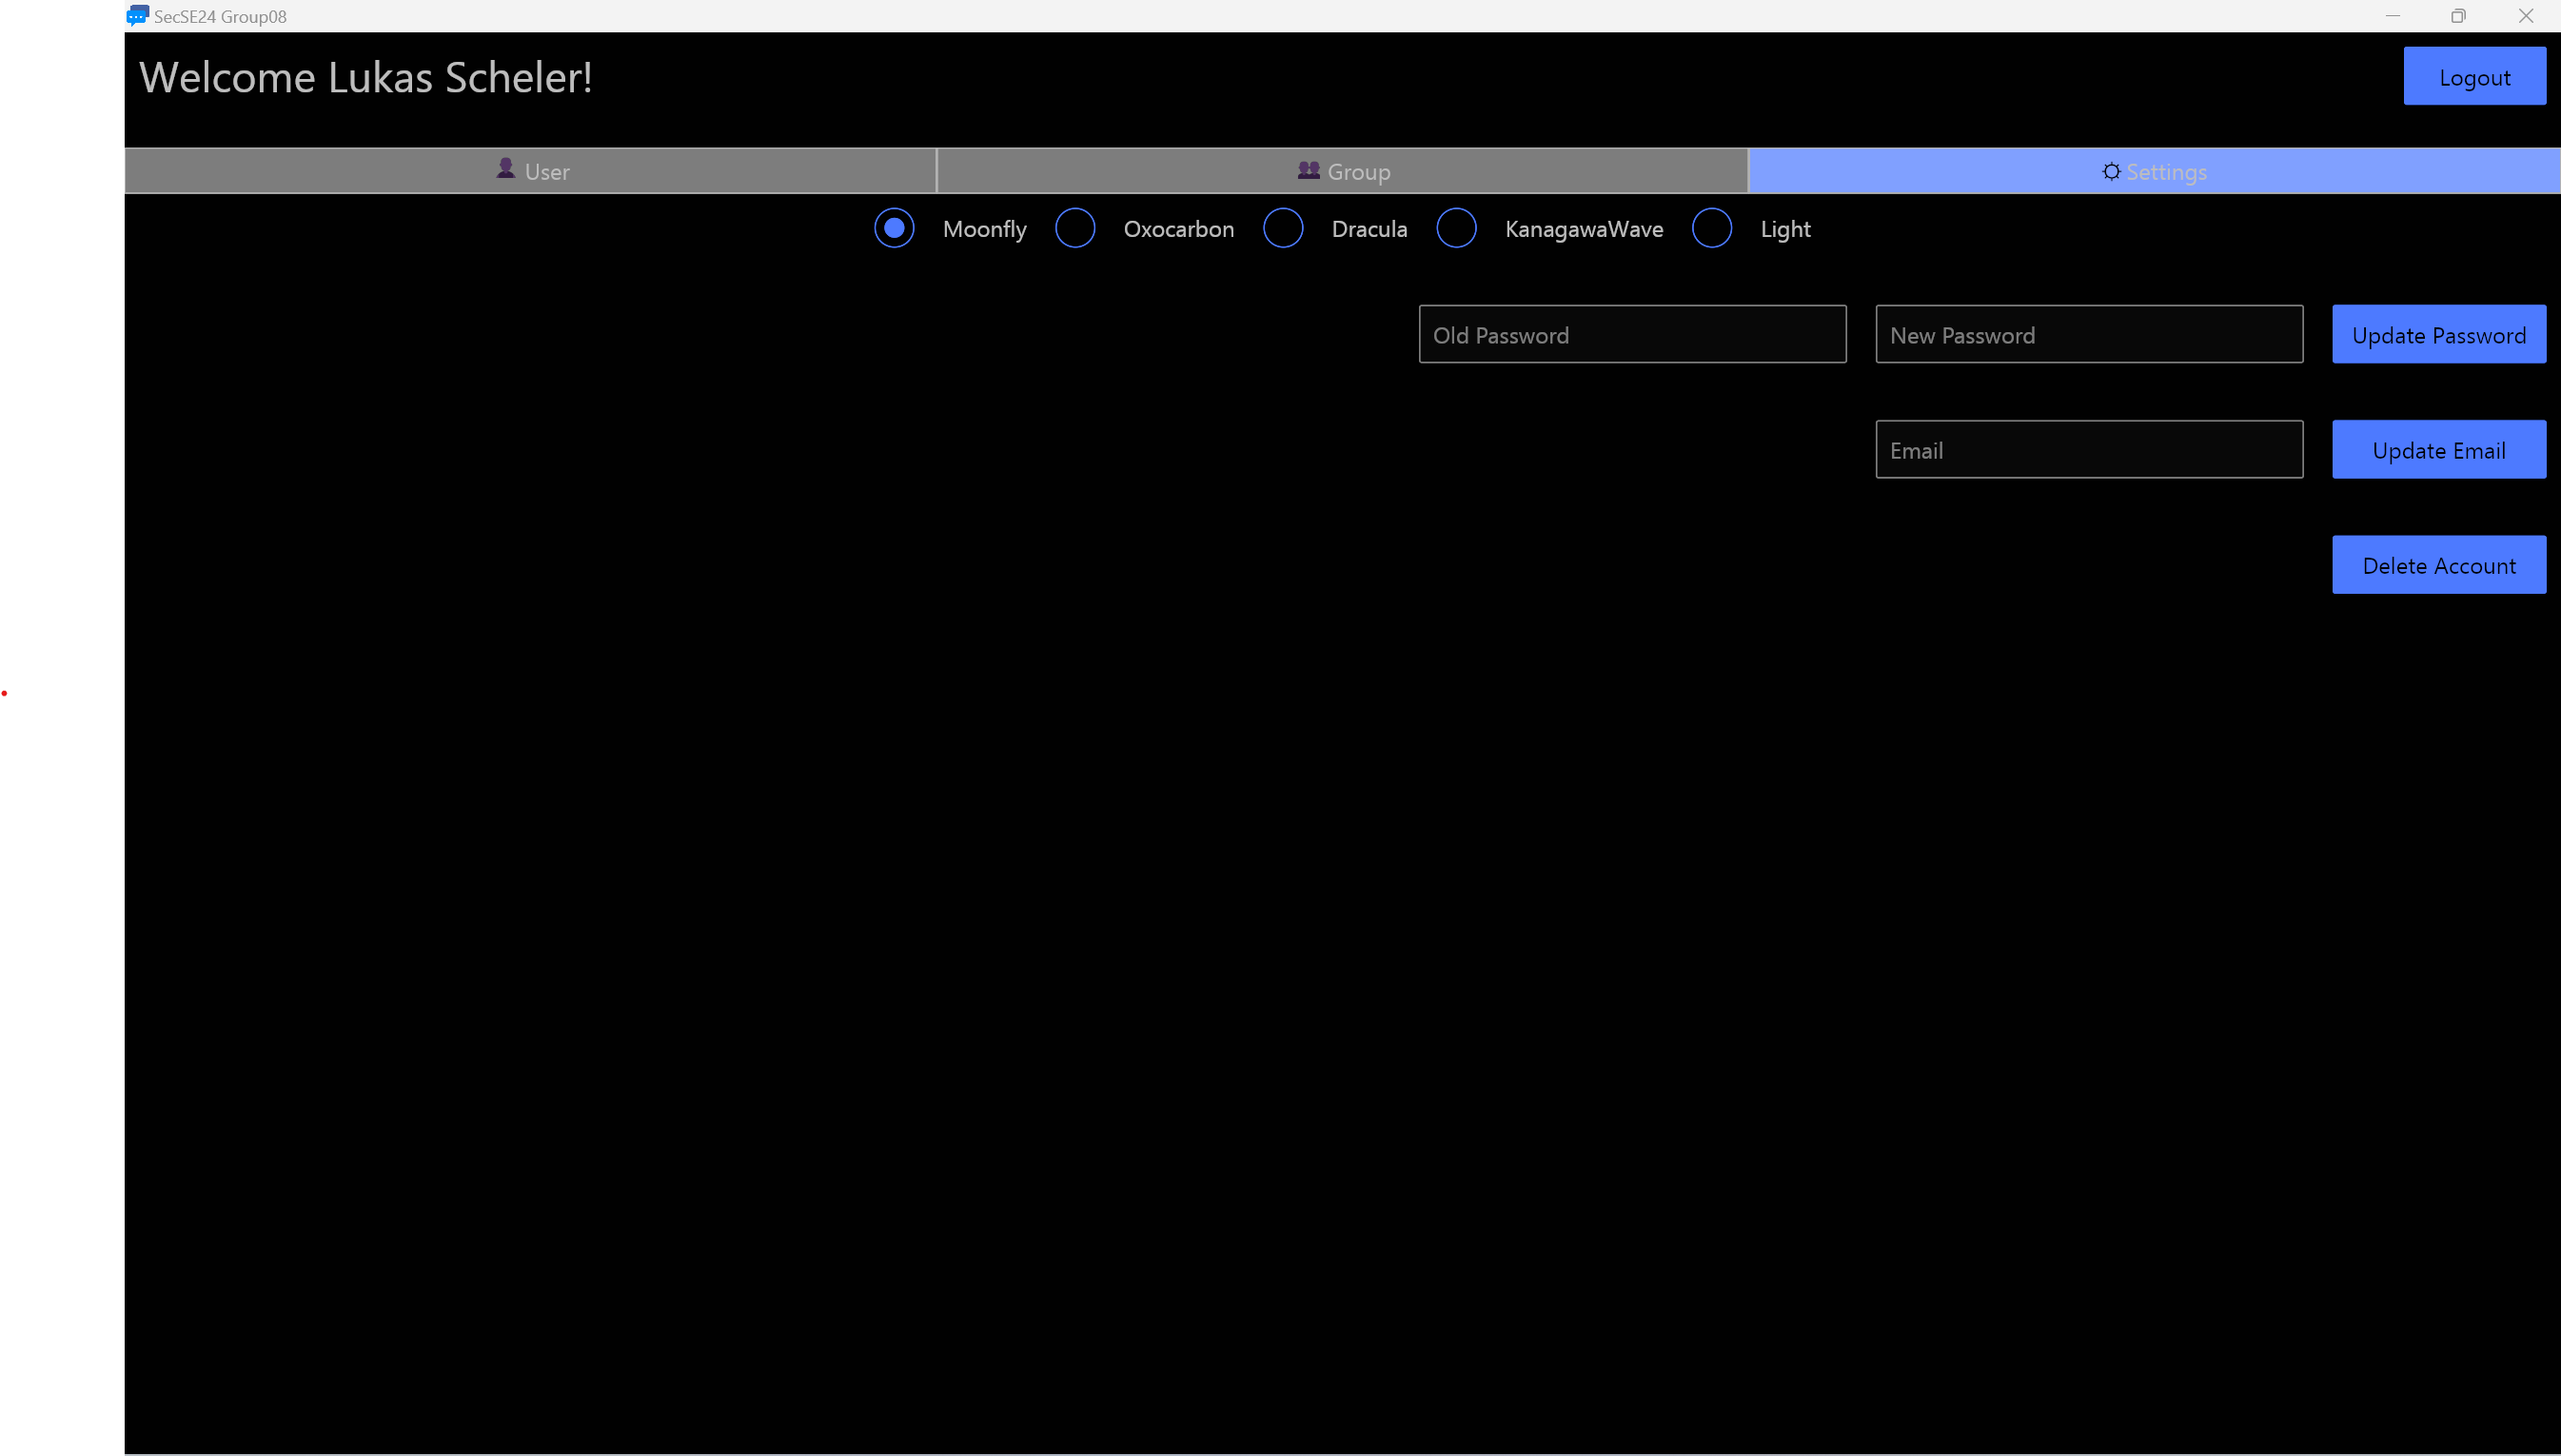 SecSE24 Group08
Welcome Lukas Scheler!
Logout
User
Group
Settings
Moonfly
Oxocarbon
Dracula
KanagawaWave
Light
Old Password
New Password
Update Password
Email
Update Email
Delete Account